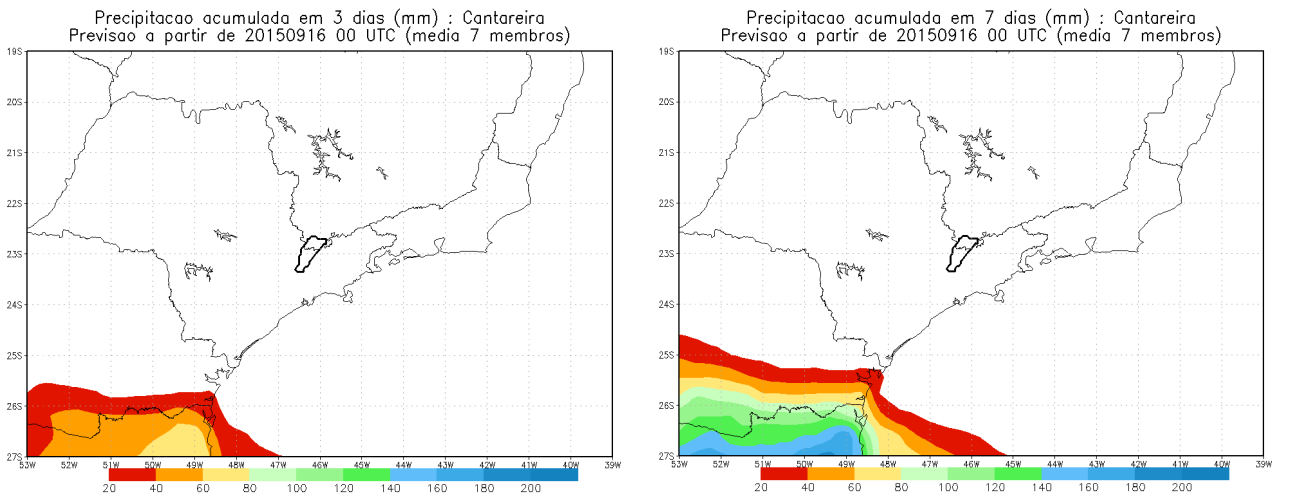 Precipitacao acumulada em 3 dias (mm) : Cantareira
Previsao a partir de 20150916 00 UTC (media 7 membros)
19S
20S
21S
22S
23S
24S
25S
26S
27S
53W 52W 51W 50W 49W 48W 47W 46W 45W 44W 43W 42W 41W 40W 39W
20 40 60 80 100 120 140 160 180 200
Precipitacao acumulada em 7 dias (mm) : Cantareira
Previsao a partir de 20150916 00 UTC (media 7 membros)
19S
20S
21S
22S
23S
24S
25S
26S
27S
53W 52W 51W 50W 49W 48W 47W 46W 45W 44W 43W 42W 41W 40W 39W
20 40 60 80 100 120 140 160 180 200